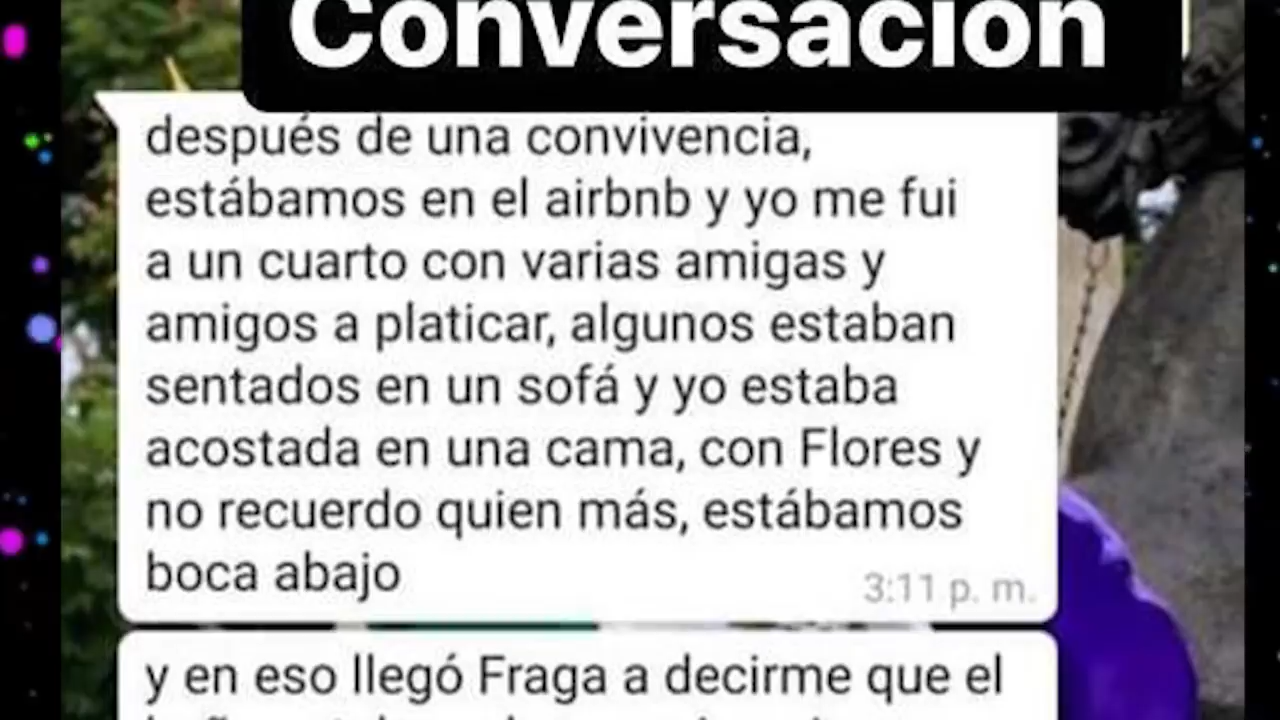 Conversación
después de una convivencia,
estábamos en el airbnb y yo me fui
a un cuarto con varias amigas y
amigos a platicar, algunos estaban
sentados en un sofá y yo estaba
acostada en una cama, con Flores y
no recuerdo quien más, estábamos
boca abajo
3:11 p. m.
y en eso llegó Fraga a decirme que el